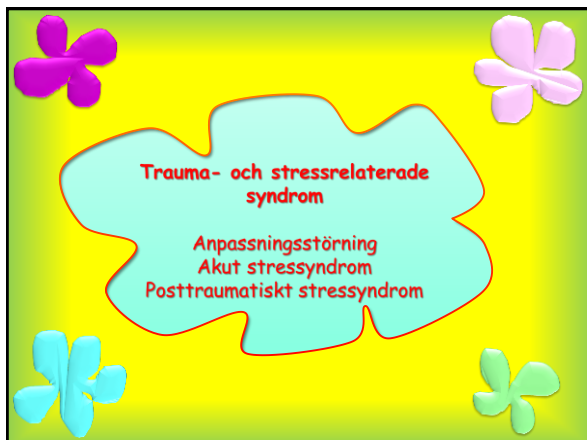 Trauma- och stressrelaterade
syndrom
Anpassningsstörning
Akut stressyndrom
Posttraumatiskt stressyndrom